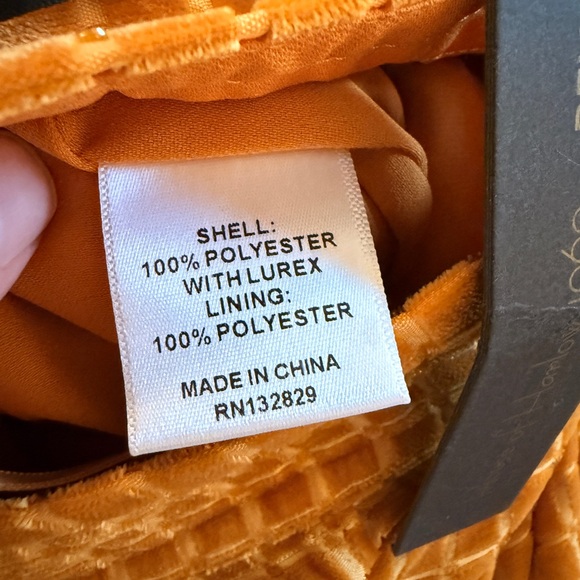 SHELL:
100% POLYESTER
WITH LUREX
LINING:
100% POLYESTER
MADE IN CHINA
RN132829